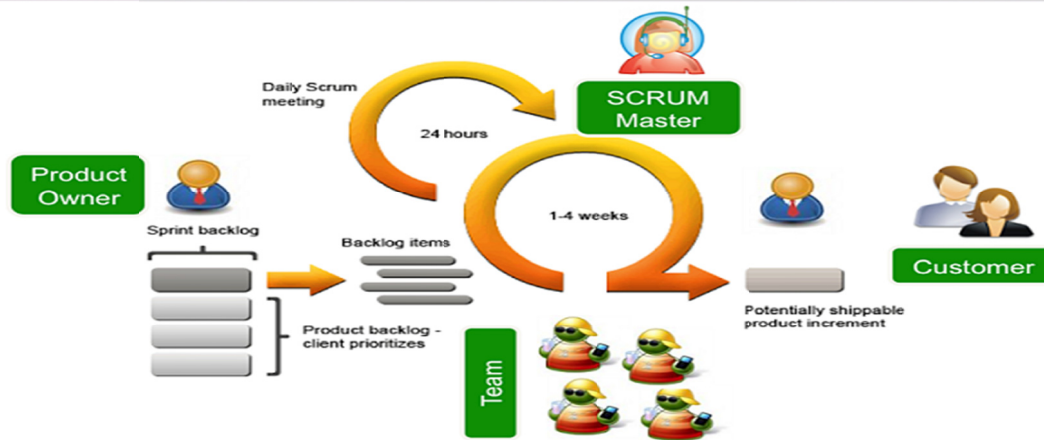 SCRUM
Master
Daily Scrum
meeting
24 hours
Product
Owner
1-4 weeks
Sprint backlog
Backlog items
Customer
Product backlog -
client prioritizes
Potentially shippable
product increment
Team